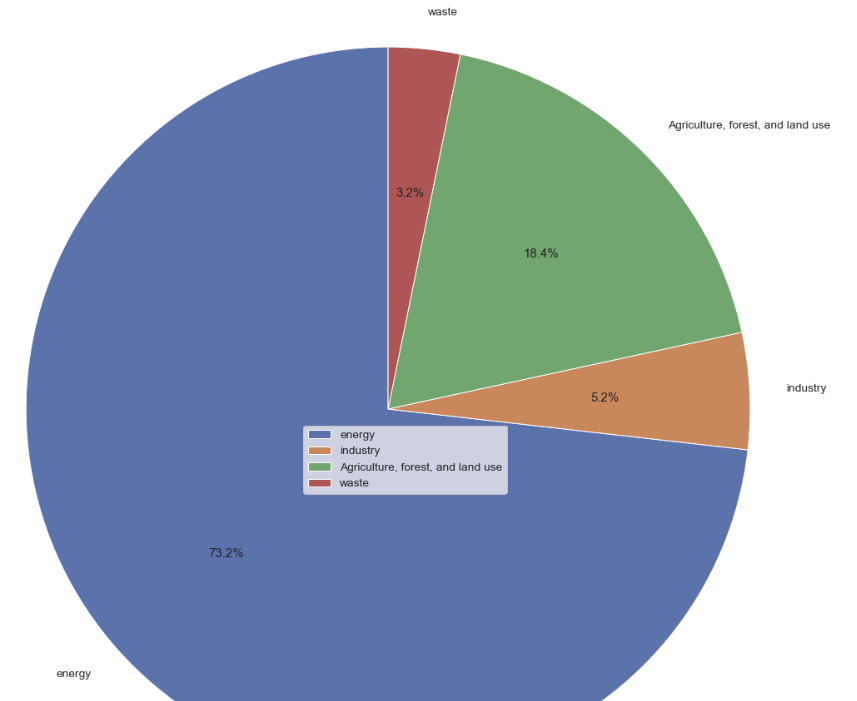 waste
Agriculture, forest, and land use
3.2%
18.4%
industry
5.2%
energy
industry
Agriculture, forest, and land use
waste
73.2%
energy